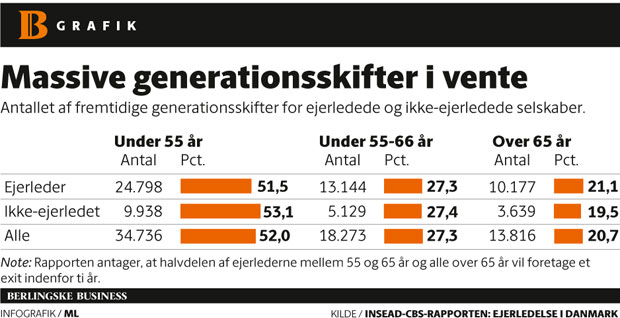 B GRAFIK
Massive generationsskifter i vente
Antallet af fremtidige generationsskifter for ejerledede og ikke-ejerledede selskaber.
Under 55 år Under 55-66 år Over 65 år
Antal Pct. Antal Pct. Antal Pct.
Ejerleder 24.798 51,5 13.144 27,3 10.177 21,1
Ikke-ejerledet 9.938 53,1 5.129 27,4 3.639 19,5
Alle 34.736 52,0 18.273 27,3 13.816 20,7
Note: Rapporten antager, at halvdelen af ejerlederne mellem 55 og 65 år og alle over 65 år vil foretage et
exit indenfor ti år.
BERLINGSKE BUSINESS
INFOGRAFIK / ML KILDE / INSEAD-CBS-RAPPORTEN: EJERLEDELSE I DANMARK